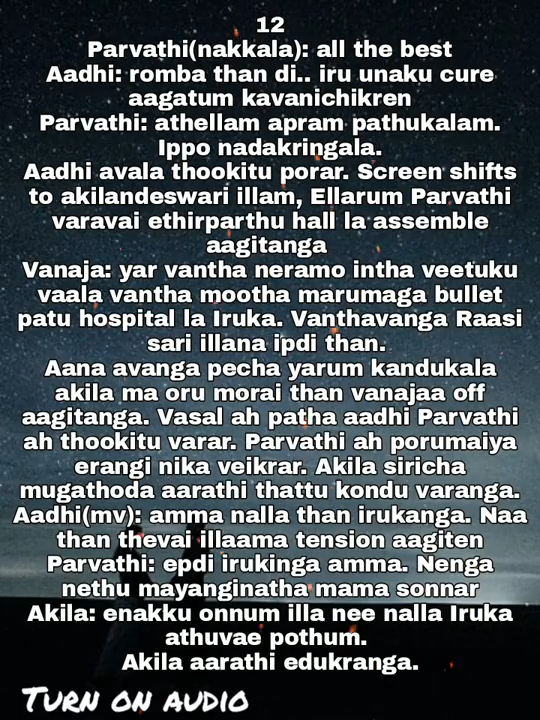 12
Parvathi(nakkala): all the best
Aadhi: romba than di.. iru unaku cure
aagatum kavanichikren
Parvathi: athellam apram pathukalam.
Ippo nadakringala.
Aadhi avala thookitu porar. Screen shifts
to akilandeswari illam, Ellarum Parvathi
varavai ethirparthu hall la assemble
aagitanga
Vanaja: yar vantha neramo intha veetuku
vaala vantha mootha marumaga bullet
patu hospital la Iruka. Vanthavanga Raasi
sari illana ipdi than.
Aana avanga pecha yarum kandukala
akila ma oru morai than vanajaa off
aagitanga. Vasal ah patha aadhi Parvathi
ah thookitu varar. Parvathi ah porumaiya
erangi nika veikrar. Akila siricha
mugathoda aarathi thattu kondu varanga.
Aadhi(mv): amma nalla than irukanga. Naa
than thevai illaama tension aagiten
Parvathi: epdi irukinga amma. Nenga
nethu mayanginatha mama sonnar
Akila: enakku onnum illa nee nalla Iruka
athuvae pothum.
Akila aarathi edukranga.
Turn on audio